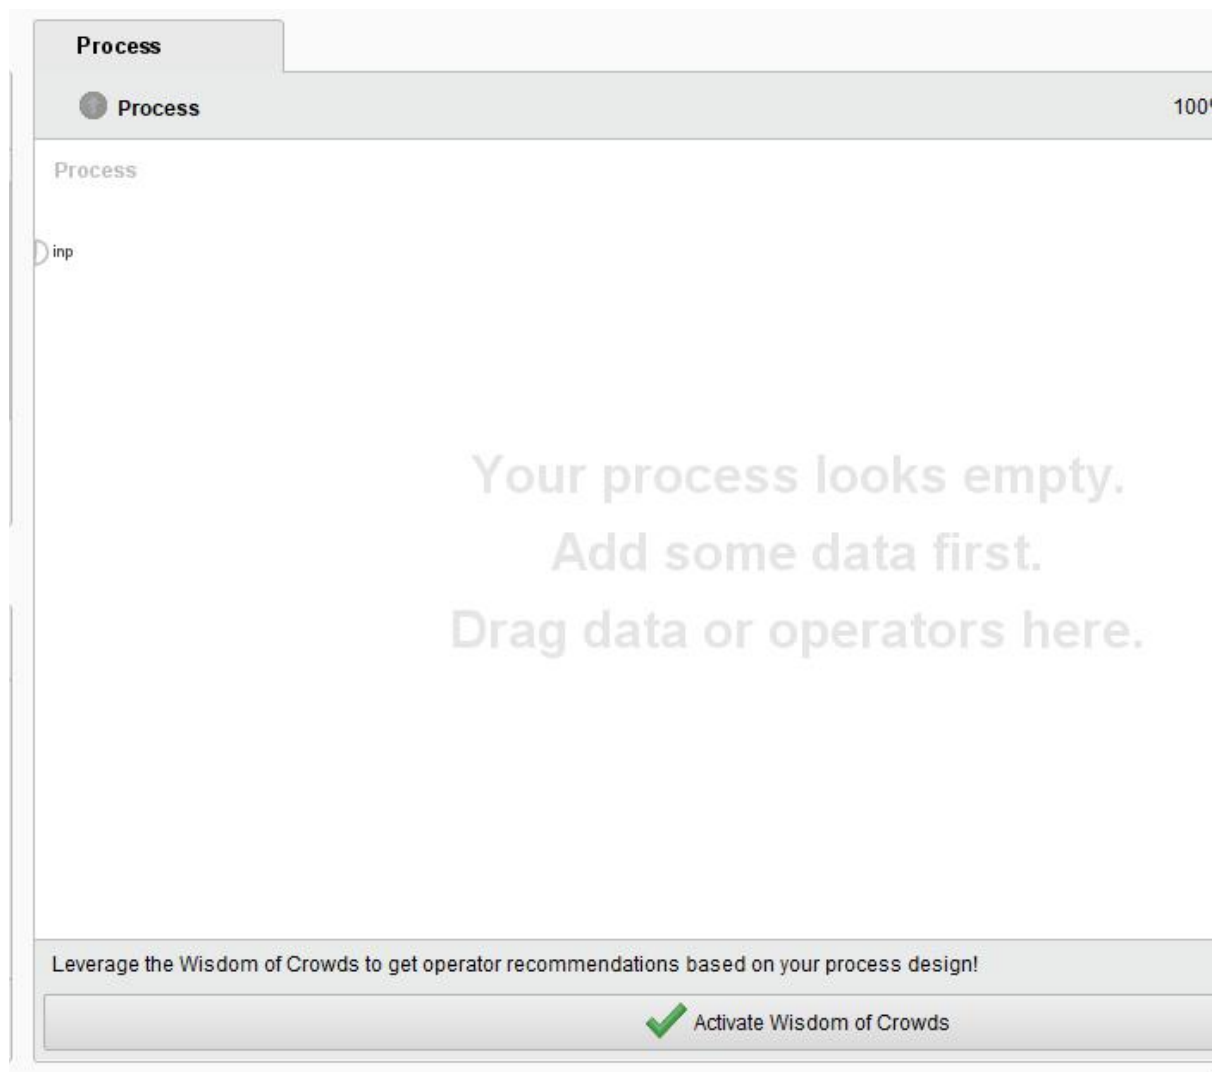 Process
Process
100%
Process
inp
Your process looks empty.
Add some data first.
Drag data or operators here.
Leverage the Wisdom of Crowds to get operator recommendations based on your process design!
Activate Wisdom of Crowds